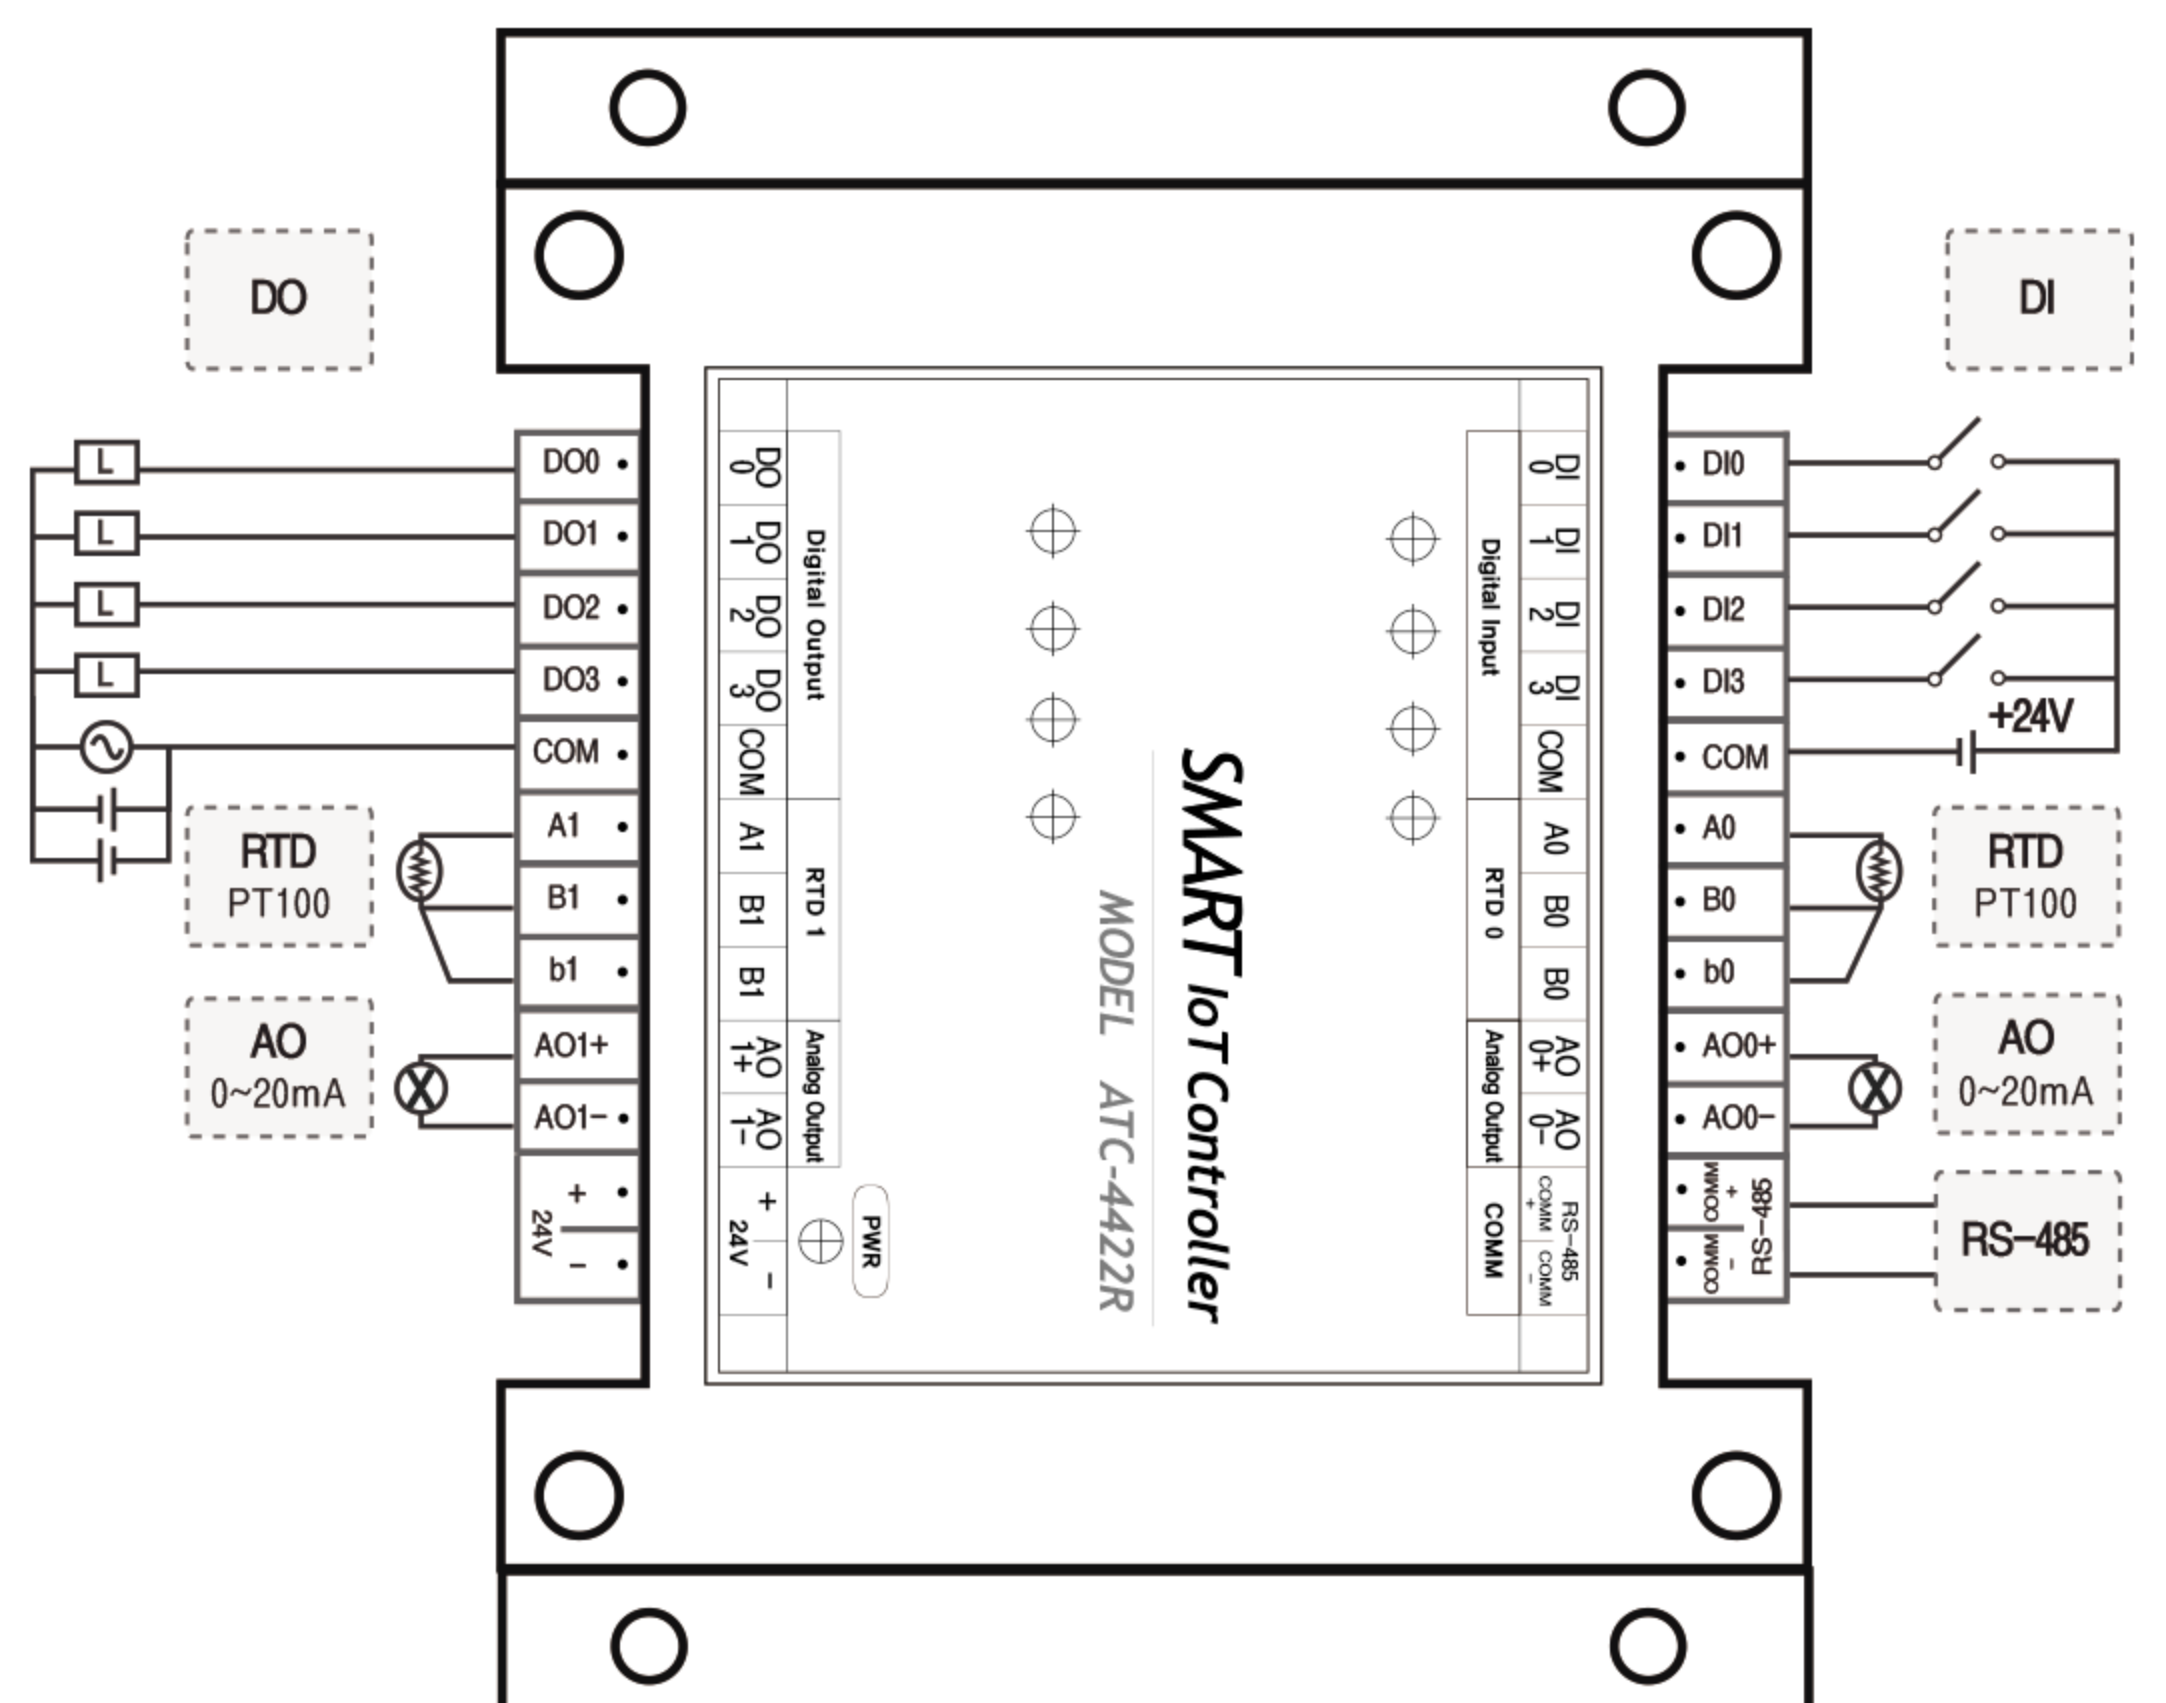 DO
L
L
L
L
RTD
PT100
AO
0~20mA
DO0
DO1
DO2
DO3
COM
A1
B1
b1
AO1+
AO1-
24V
+
-
DO
0
DO
1
DO
2
DO
3
COM
A1
B1
B1
AO
1+
AO
1-
+
-
24V
Digital Output
RTD 1
Analog Output
PWR
SMART IoT Controller
MODEL ATC-442R
Digital Input
RTD 0
Analog Output
COMM
DI
0
DI
1
DI
2
DI
3
COM
A0
B0
B0
AO
0+
AO
0-
RS-485
COMM
+
COMM
-
DI0
DI1
DI2
DI3
COM
A0
B0
b0
AO0+
AO0-
RS-485
+
COMM
-
COMM
DI
+24V
RTD
PT100
AO
0~20mA
RS-485